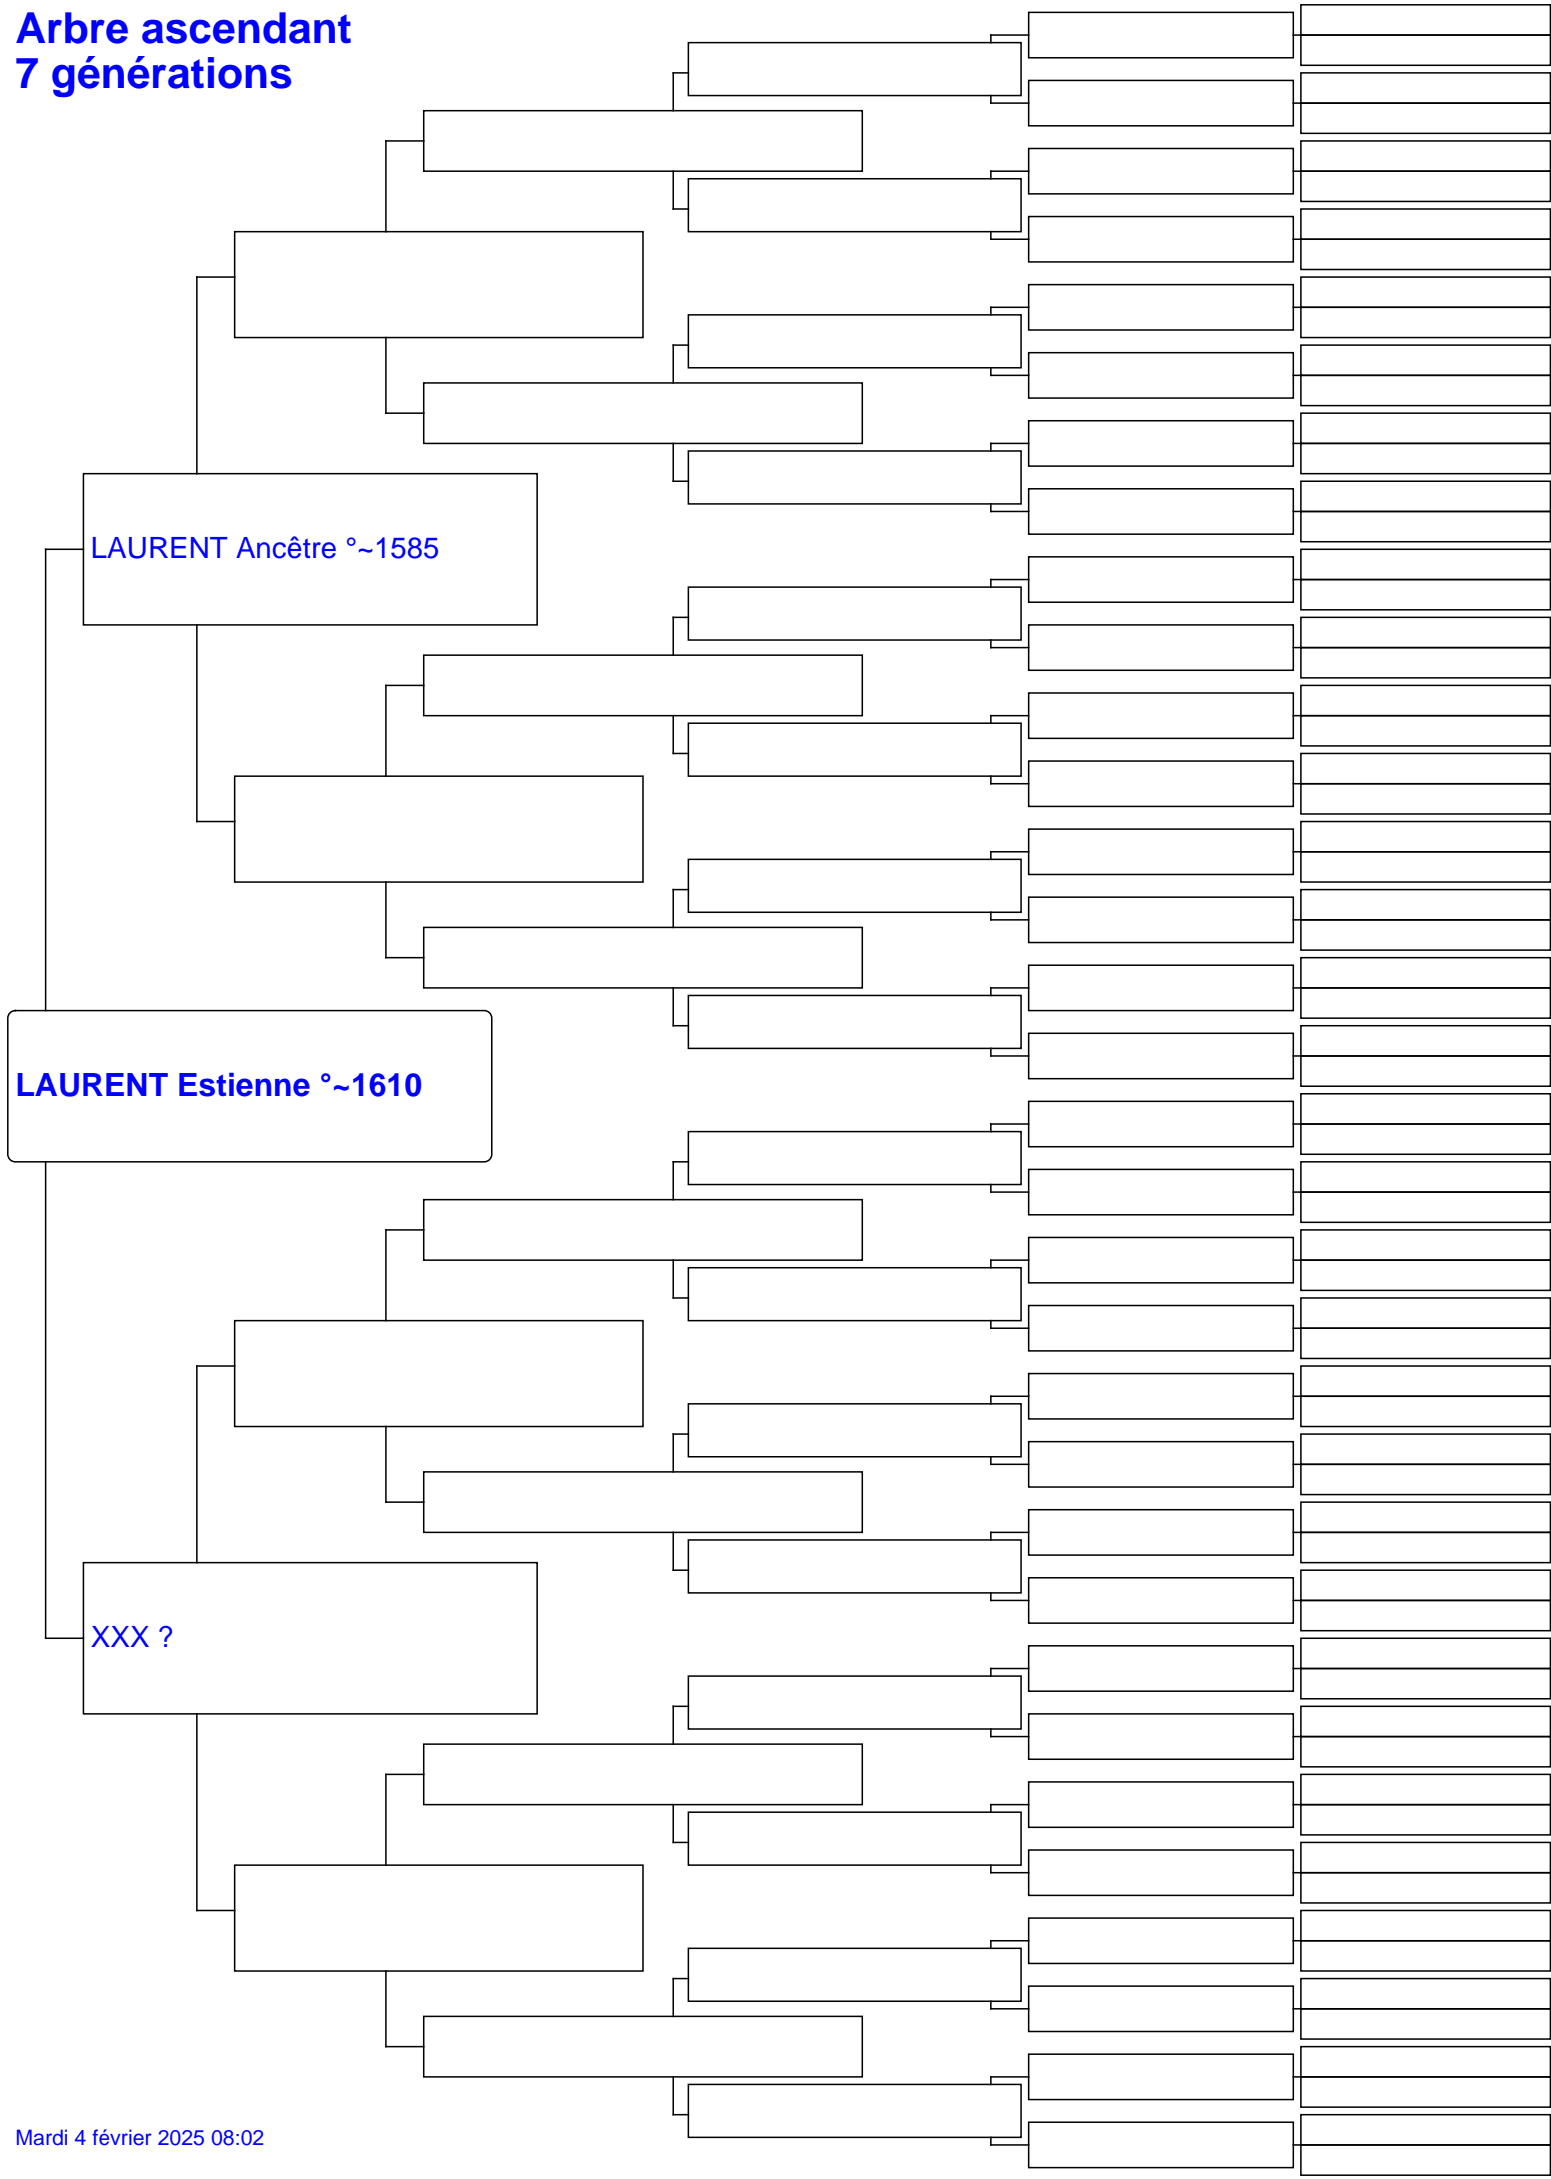 Arbre ascendant
7 générations
LAURENT Ancêtre °~1585
LAURENT Estienne °~1610
XXX ?
Mardi 4 février 2025 08:02